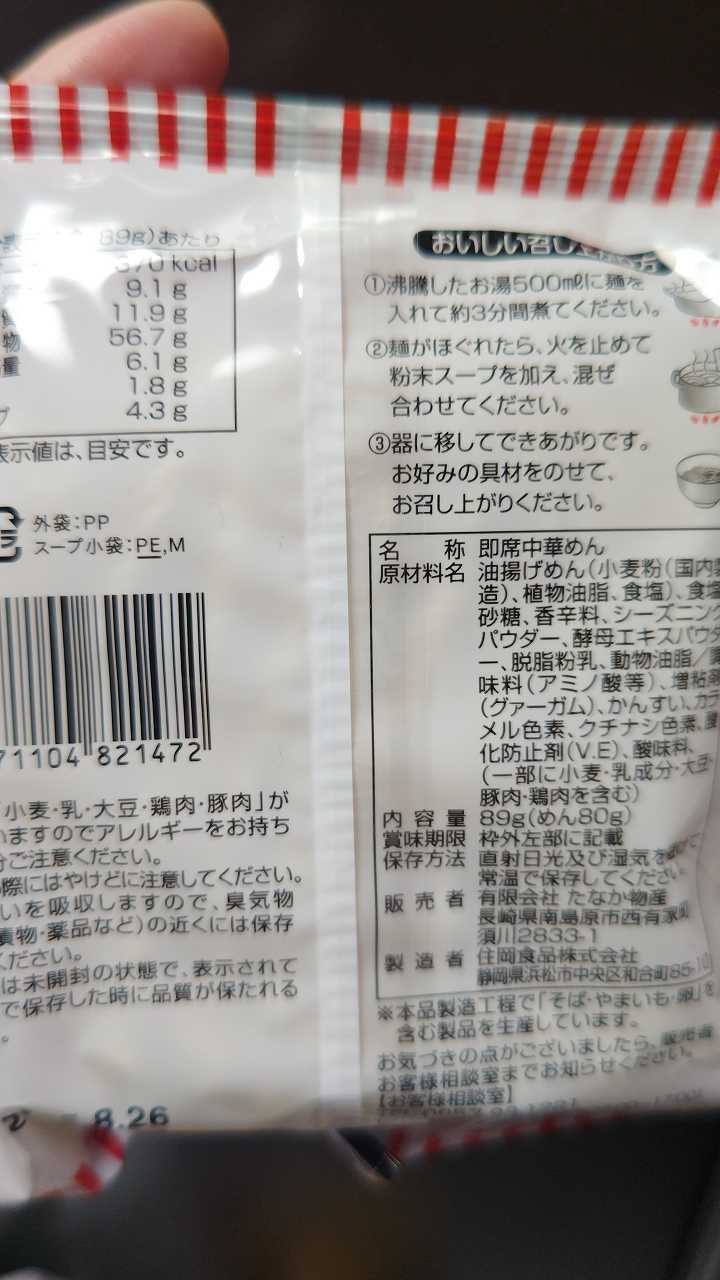 89g)あたり
370 kcal
9.1 g
11.9 g
物 56.7 g
量 6.1 g
1.8 g
4.3 g
表示値は、目安です。
外袋:PP
スープ小袋:PE,M
71104 821472
小麦・乳・大豆・鶏肉・豚肉」が
いますのでアレルギーをお持ち
ご注意ください。
際にはやけどに注意してください。
いを吸収しますので、臭気物
漬物・薬品など)の近くには保存
ください。
は未開封の状態で、表示されて
で保存した時に品質が保たれる
。
8.26
おいしい召し上がり方
①沸騰したお湯500mlに麺を
入れて約3分間煮てください。
②麺がほぐれたら、火を止めて
粉末スープを加え、混ぜ
合わせてください。
③器に移してできあがりです。
お好みの具材をのせて、
お召し上がりください。
名称 即席中華めん
原材料名 油揚げめん(小麦粉(国内製
造)、植物油脂、食塩)、食塩
砂糖、香辛料、シーズニング
パウダー、酵母エキスパウダ
ー、脱脂粉乳、動物油脂/調
味料(アミノ酸等)、増粘剤
(グァーガム)、かんすい、カラ
メル色素、クチナシ色素、酸
化防止剤(V.E)、酸味料、
(一部に小麦・乳成分・大豆・
豚肉・鶏肉を含む)
内容量 89g(めん80g)
賞味期限 枠外左部に記載
保存方法 直射日光及び湿気を避けて
常温で保存してください
販売者 有限会社 たなか物産
長崎県南島原市西有家町
須川2833-1
製造者 住岡食品株式会社
静岡県浜松市中央区和合町85-10
※本品製造工程で「そば・やまいも・卵」を
含む製品を生産しています。
お気づきの点がございましたら、販売者
お客様相談室までお知らせください。
【お客様相談室】